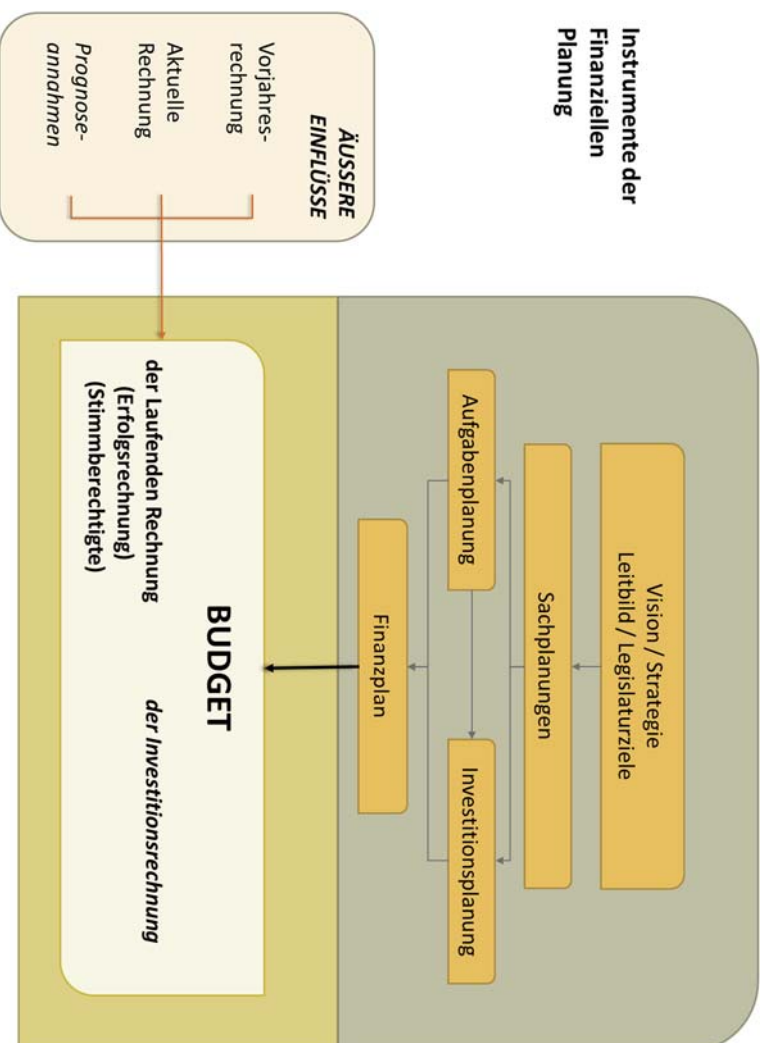 Instrumente der
Finanziellen
Planung
Vision / Strategie
Leitbild / Legislaturziele
Sachplanungen
Aufgabenplanung
Investitionsplanung
Finanzplan
ÄUSSERE
EINFLÜSSE
Vorjahres-
rechnung
Aktuelle
Rechnung
Prognose-
annahmen
BUDGET
der Laufenden Rechnung
(Erfolgsrechnung)
(Stimmberechtigte)
der Investitionsrechnung